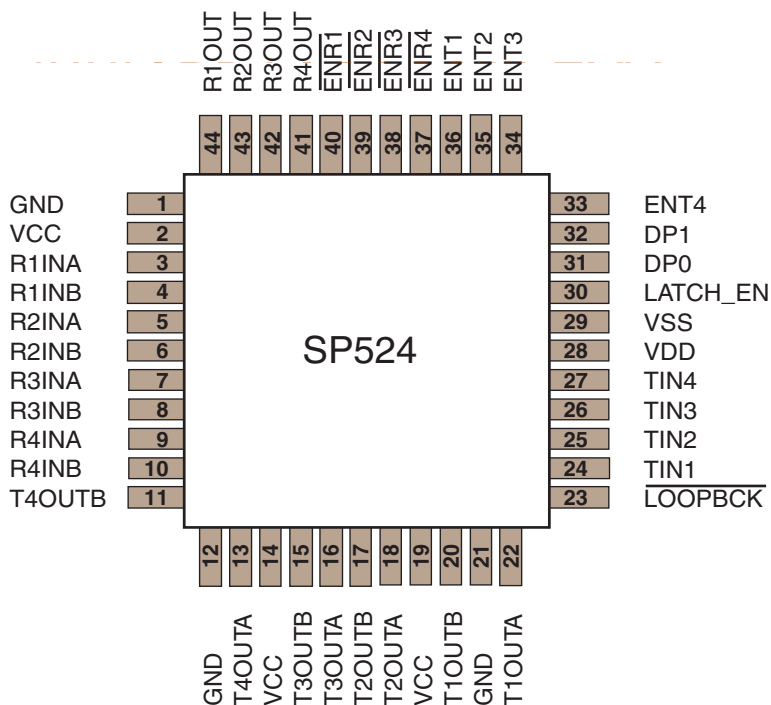 R1OUT
R2OUT
R3OUT
R4OUT
ENR1
ENR2
ENR3
ENR4
ENT1
ENT2
ENT3
44
43
42
41
40
39
38
37
36
35
34
GND 1
VCC 2
R1INA 3
R1INB 4
R2INA 5
R2INB 6
R3INA 7
R3INB 8
R4INA 9
R4INB 10
T4OUTB 11
SP524
33 ENT4
32 DP1
31 DP0
30 LATCH_EN
29 VSS
28 VDD
27 TIN4
26 TIN3
25 TIN2
24 TIN1
23 LOOPBCK
12
13
14
15
16
17
18
19
20
21
22
GND
T4OUTA
VCC
T3OUTB
T3OUTA
T2OUTB
T2OUTA
VCC
T1OUTB
GND
T1OUTA